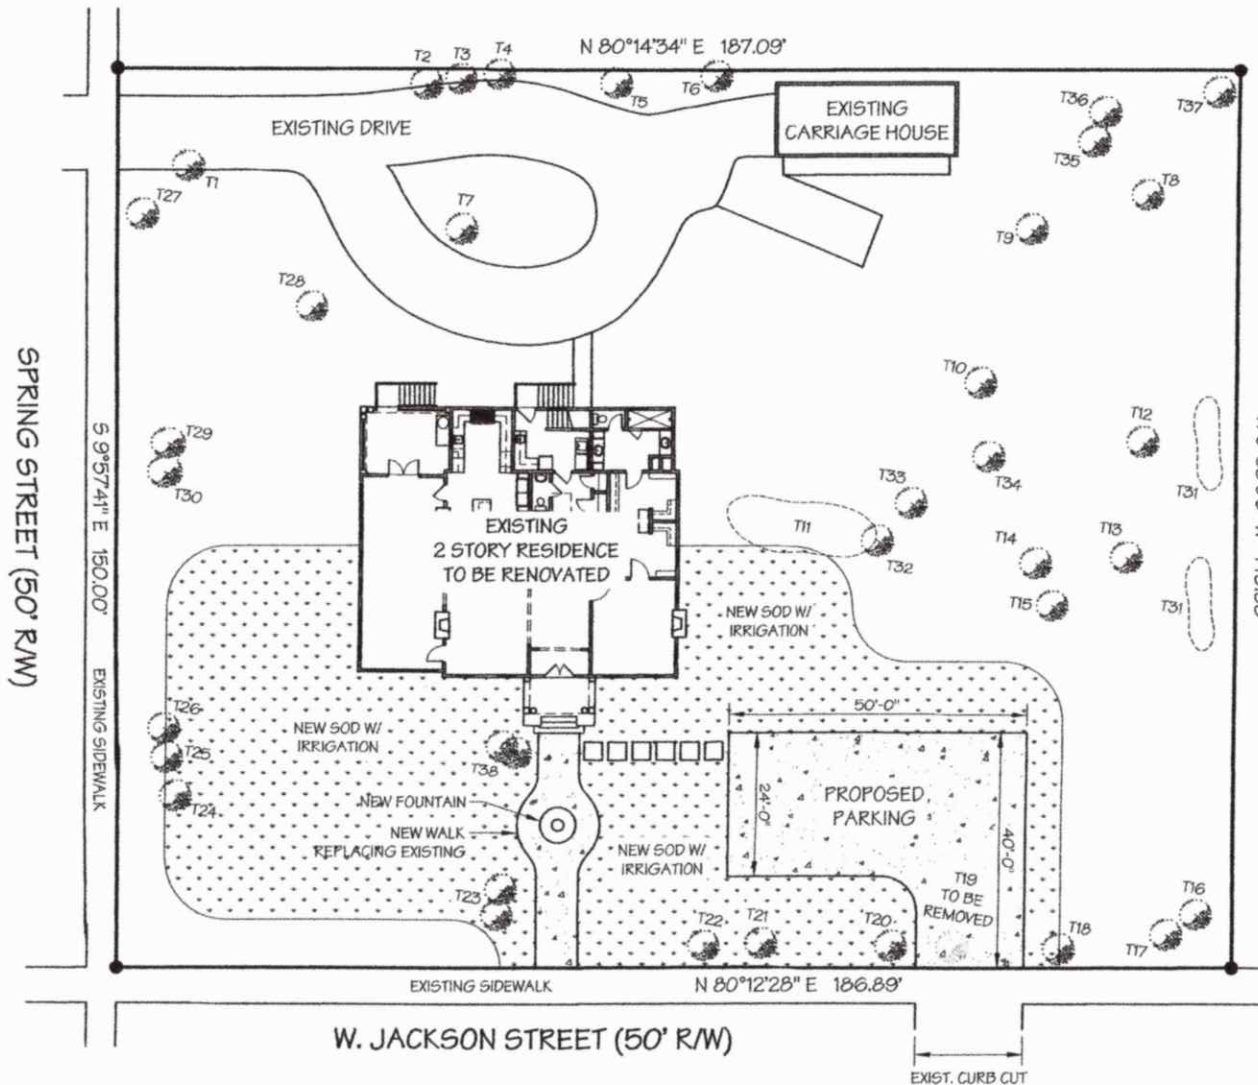 N 80°14'34" E 187.09'
T2
T3
T4
T5
T6
T36
T37
EXISTING DRIVE
EXISTING
CARRIAGE HOUSE
T35
T1
T27
T7
T8
T9
T28
T10
T12
SPRING STREET (50' R/W)
S 9°57'41" E 150.00'
EXISTING SIDEWALK
T29
T30
T34
T31
T33
T11
T32
T14
T13
T15
T31
EXISTING
2 STORY RESIDENCE
TO BE RENOVATED
NEW SOD W/
IRRIGATION
50'-0"
T26
T25
T24
NEW SOD W/
IRRIGATION
T38
24'-0"
PROPOSED
PARKING
40'-0"
NEW FOUNTAIN
NEW WALK
REPLACING EXISTING
NEW SOD W/
IRRIGATION
T19
TO BE
REMOVED
T23
T22
T21
T20
T18
T17
T16
EXISTING SIDEWALK
N 80°12'28" E 186.89'
W. JACKSON STREET (50' R/W)
EXIST. CURB CUT